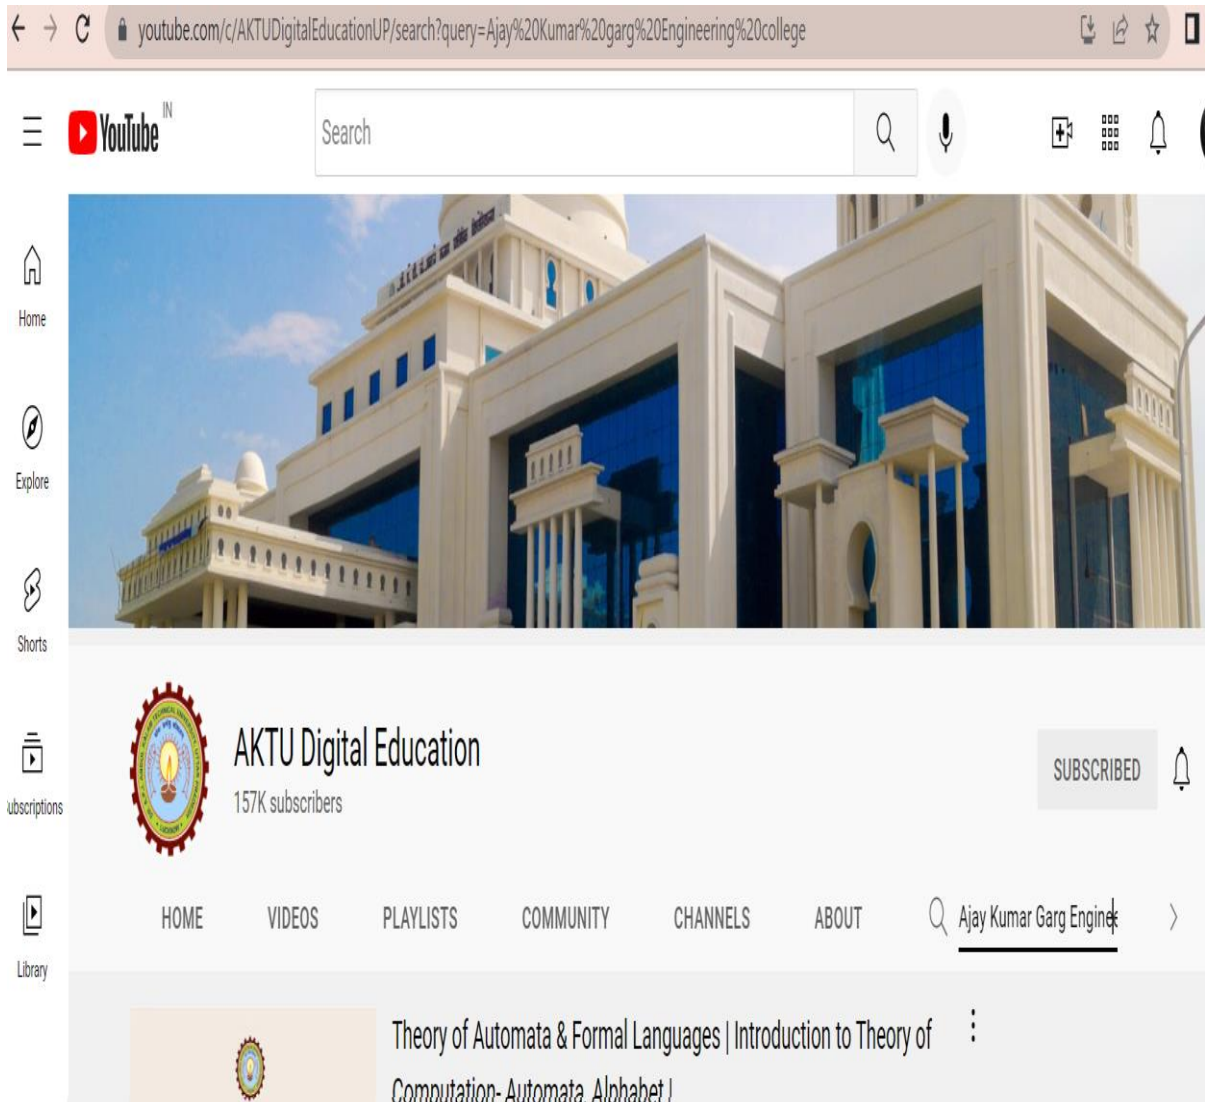 youtube.com/c/AKTUDigitalEducationUP/search?query=Ajay%20Kumar%20garg%20Engineering%20college
YouTube IN
Search
Home
Explore
Shorts
ubscriptions
Library
AKTU Digital Education
157K subscribers
SUBSCRIBED
HOME VIDEOS PLAYLISTS COMMUNITY CHANNELS ABOUT Ajay Kumar Garg Enginee
Theory of Automata & Formal Languages | Introduction to Theory of
Computation- Automata, Alphabet |